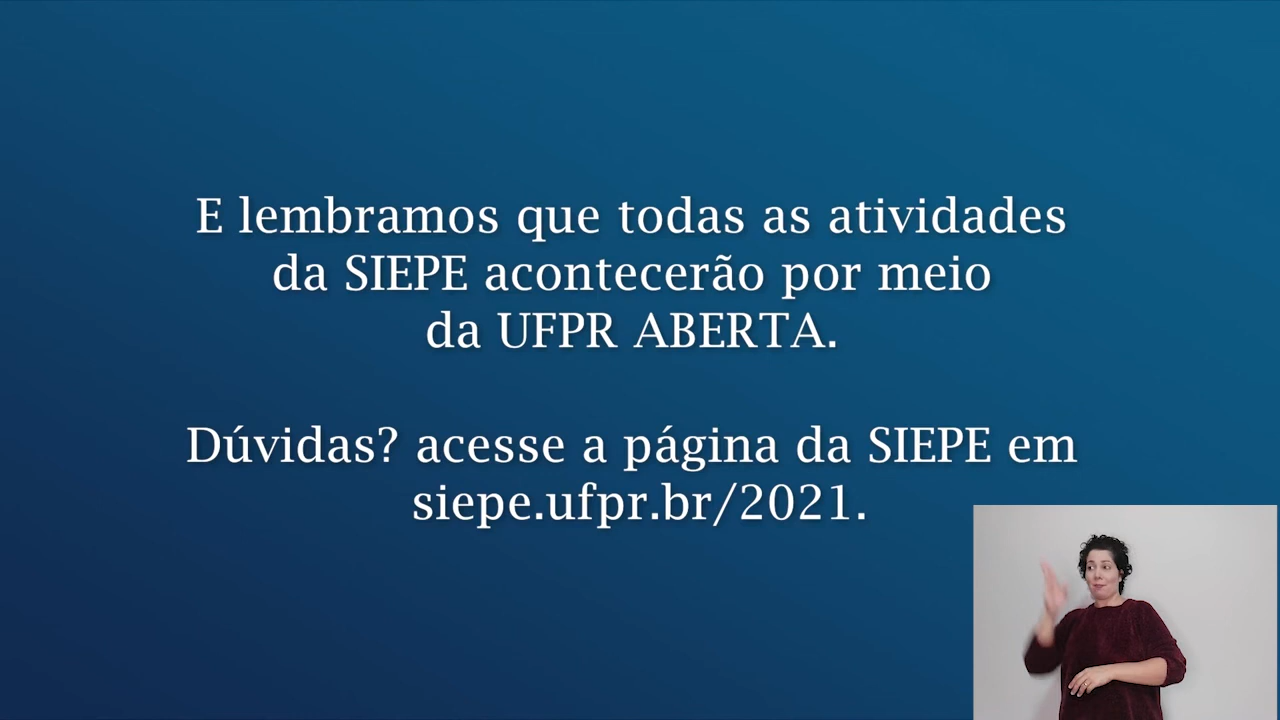 E lembramos que todas as atividades
da SIEPE acontecerão por meio
da UFPR ABERTA.
Dúvidas? acesse a página da SIEPE em
siepe.ufpr.br/2021.